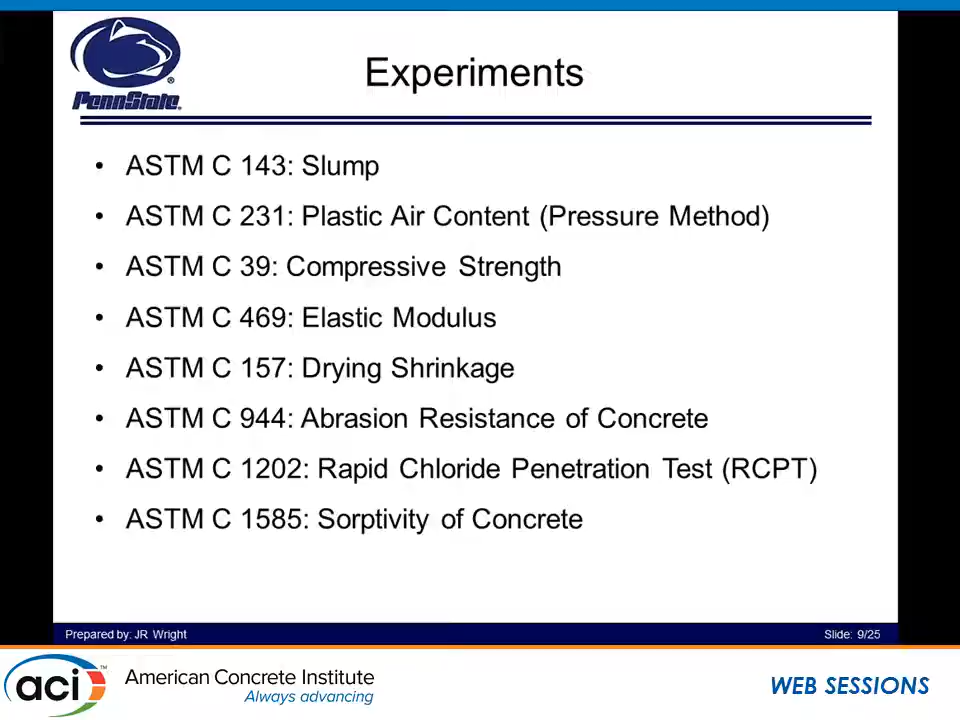 PennState
Experiments
• ASTM C 143: Slump
• ASTM C 231: Plastic Air Content (Pressure Method)
• ASTM C 39: Compressive Strength
• ASTM C 469: Elastic Modulus
• ASTM C 157: Drying Shrinkage
• ASTM C 944: Abrasion Resistance of Concrete
• ASTM C 1202: Rapid Chloride Penetration Test (RCPT)
• ASTM C 1585: Sorptivity of Concrete
Prepared by: JR Wright
Slide: 9/25
aci™
American Concrete Institute
Always advancing
WEB SESSIONS